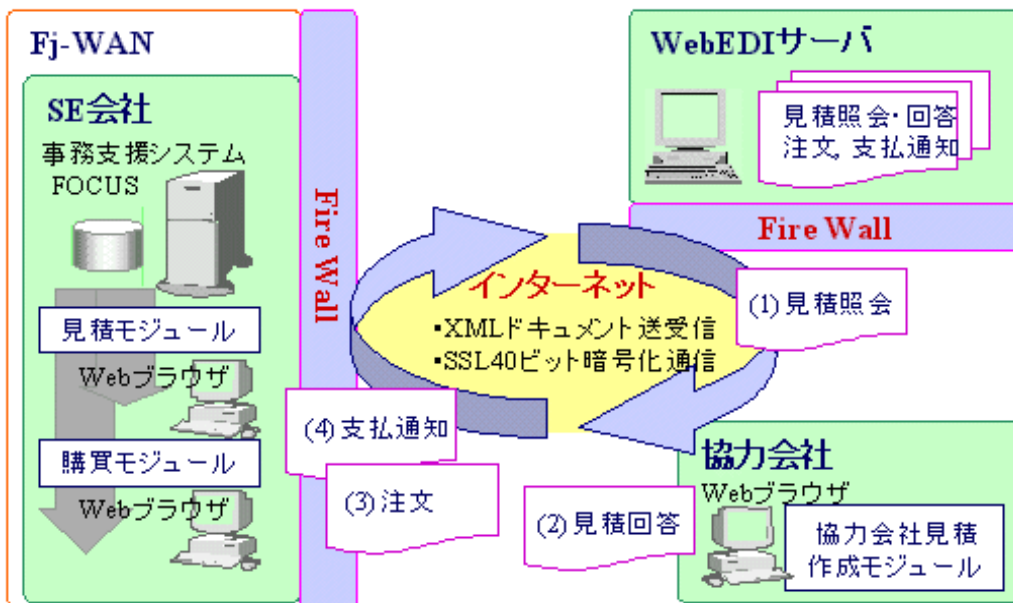 Fj-WAN
SE会社
事務支援システム
FOCUS
見積モジュール
Webブラウザ
購買モジュール
Webブラウザ
Fire Wall
WebEDIサーバ
見積照会・回答
注文, 支払通知
Fire Wall
インターネット
▪XMLドキュメント送受信
▪SSL40ビット暗号化通信
(1)見積照会
(4)支払通知
(3)注文
(2)見積回答
協力会社
Webブラウザ
協力会社見積
作成モジュール